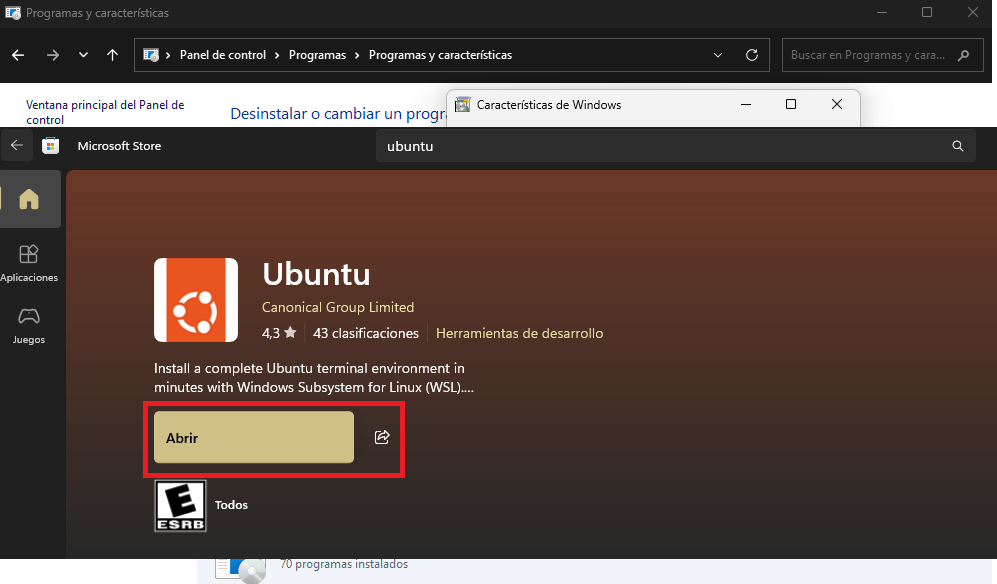 Programas y características
Panel de control > Programas > Programas y características
Buscar en Programas y cara...
Ventana principal del Panel de
control
Desinstalar o cambiar un progra
Características de Windows
Microsoft Store
ubuntu
Ubuntu
Canonical Group Limited
4,3 43 clasificaciones Herramientas de desarrollo
Aplicaciones
Juegos
Install a complete Ubuntu terminal environment in
minutes with Windows Subsystem for Linux (WSL)....
Abrir
E
ESRB
Todos
70 programas instalados